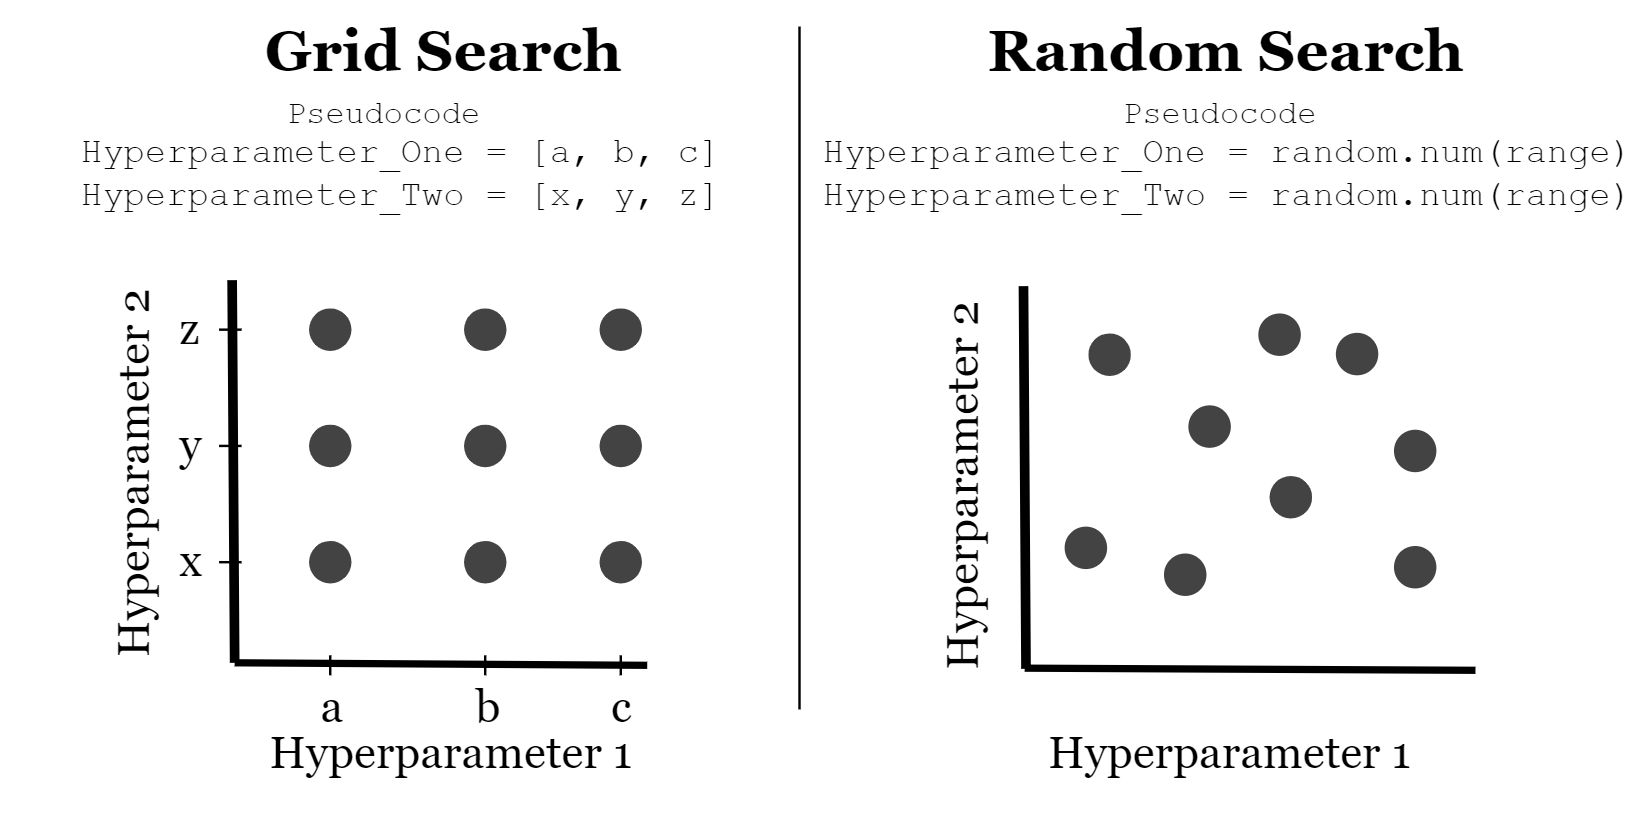 Grid Search
Pseudocode
Hyperparameter_One = [a, b, c]
Hyperparameter_Two = [x, y, z]
Hyperparameter 2
z
y
x
a b c
Hyperparameter 1
Random Search
Pseudocode
Hyperparameter_One = random.num(range)
Hyperparameter_Two = random.num(range)
Hyperparameter 2
Hyperparameter 1